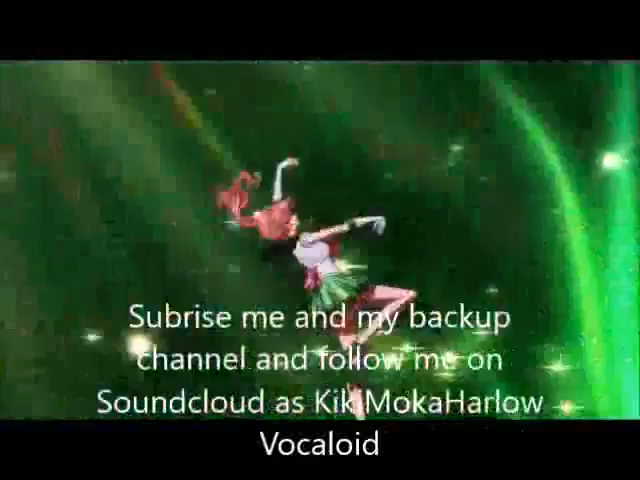 Subrise me and my backup
channel and follow me on
Soundcloud as KikiMokaHarlow
Vocaloid